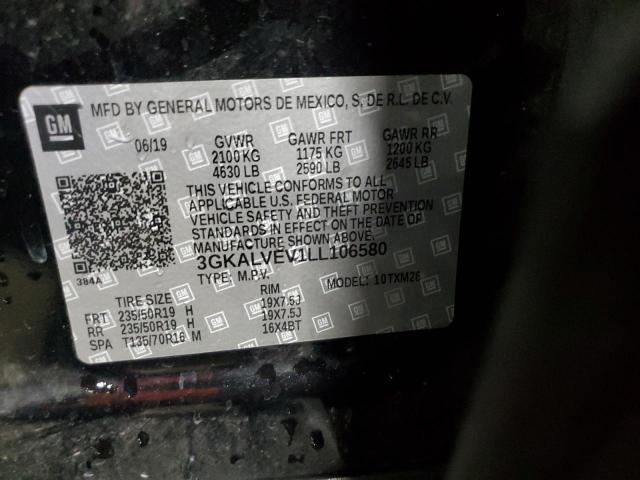 GM MFD BY GENERAL MOTORS DE MEXICO, S, DE R.L. DE C.V.
06/19 GVWR GAWR FRT GAWR RR
2100 KG 1175 KG 1200 KG
4630 LB 2590 LB 2645 LB
THIS VEHICLE CONFORMS TO ALL
APPLICABLE U.S. FEDERAL MOTOR
VEHICLE SAFETY AND THEFT PREVENTION
STANDARDS IN EFFECT ON THE DATE OF
MANUFACTURE SHOWN ABOVE.
3GKALVEV1LL106580
384A
TYPE: M.P.V. MODEL: 10TXM26
TIRE SIZE RIM
FRT 235/50R19 H 19X7.5J
RR 235/50R19 H 19X7.5J
SPA T135/70R16 M 16X4BT